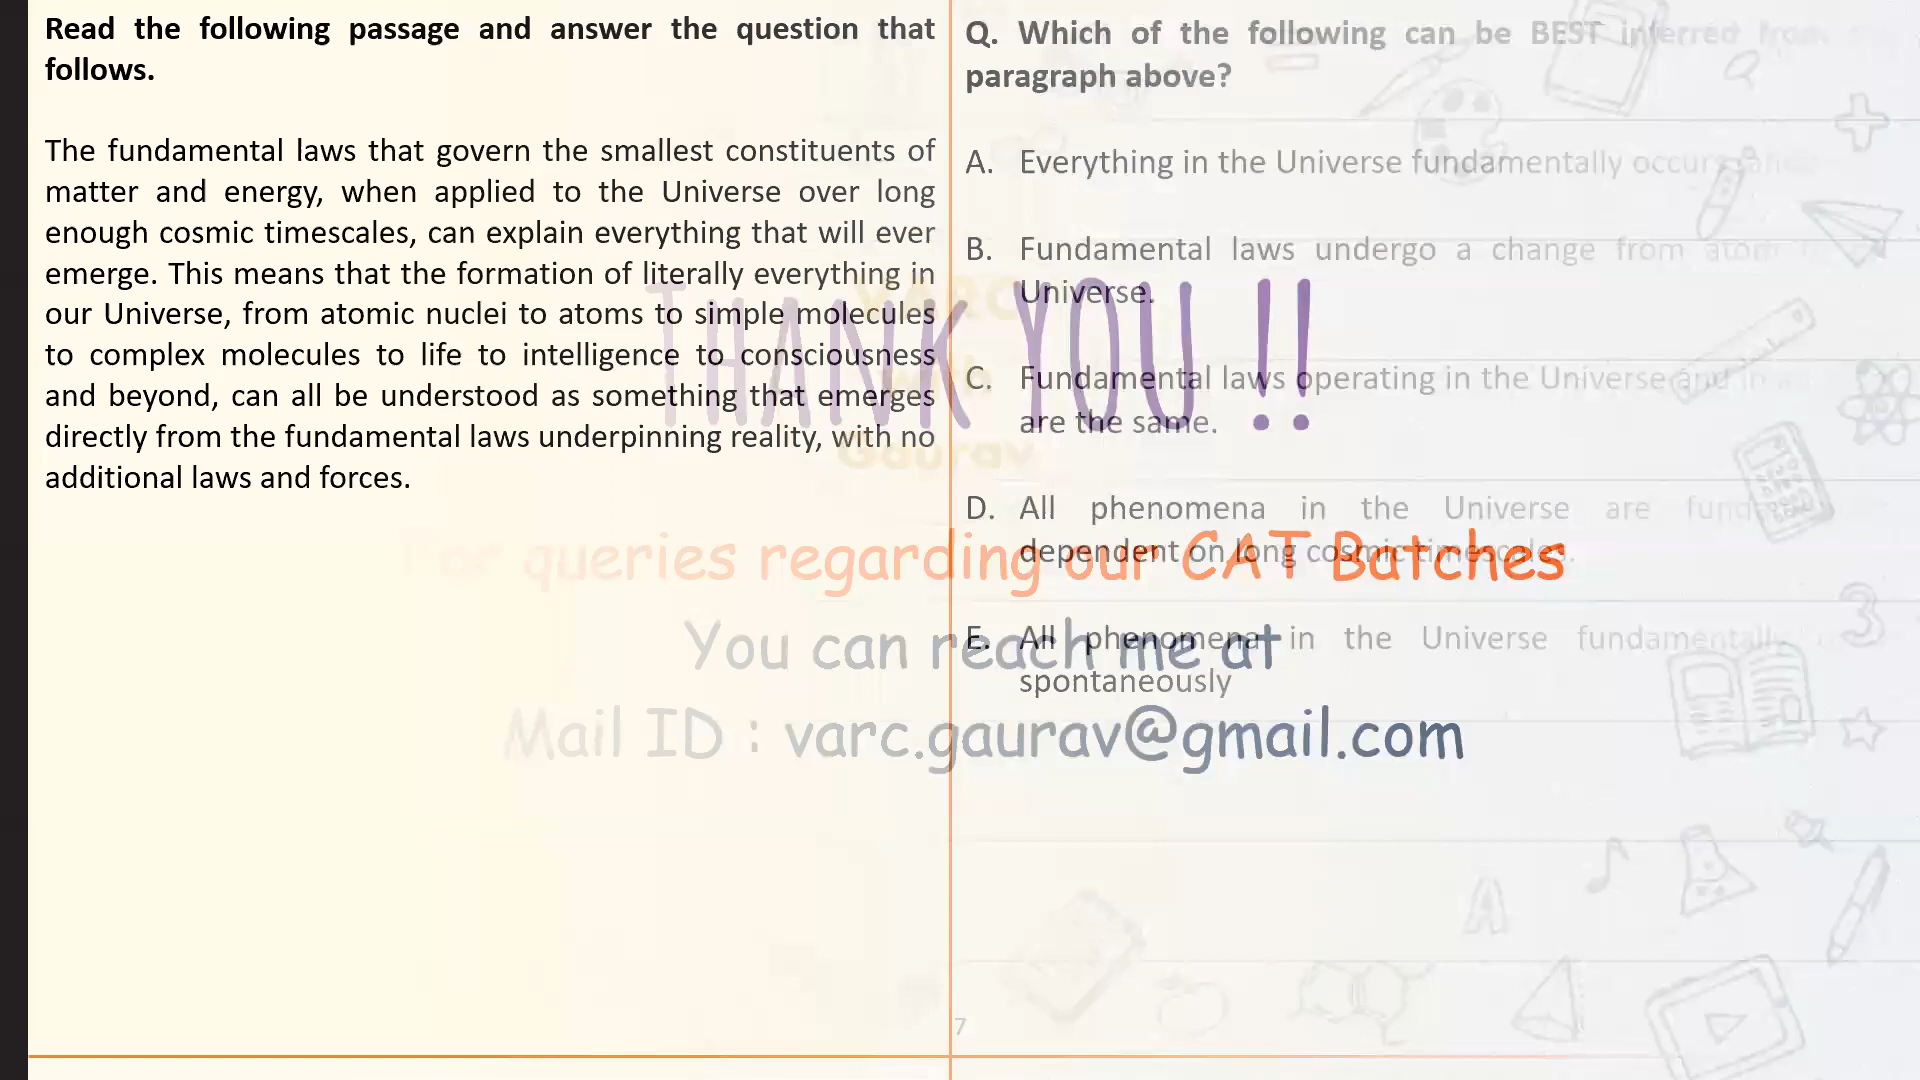 Read the following passage and answer the question that
follows.
The fundamental laws that govern the smallest constituents of
matter and energy, when applied to the Universe over long
enough cosmic timescales, can explain everything that will ever
emerge. This means that the formation of literally everything in
our Universe, from atomic nuclei to atoms to simple molecules
to complex molecules to life to intelligence to consciousness
and beyond, can all be understood as something that emerges
directly from the fundamental laws underpinning reality, with no
additional laws and forces.
Q. Which of the following can be BEST inferred from
paragraph above?
A. Everything in the Universe fundamentally occurs
B. Fundamental laws undergo a change from atom
Universe.
C. Fundamental laws operating in the Universe and in
are the same.
D. All phenomena in the Universe are
dependent on long cosmic timescales.
E. All phenomena in the Universe fundamentally
spontaneously
THANK YOU !!
VARC
Gaurav
For queries regarding our CAT Batches
You can reach me at
Mail ID : varc.gaurav@gmail.com
7